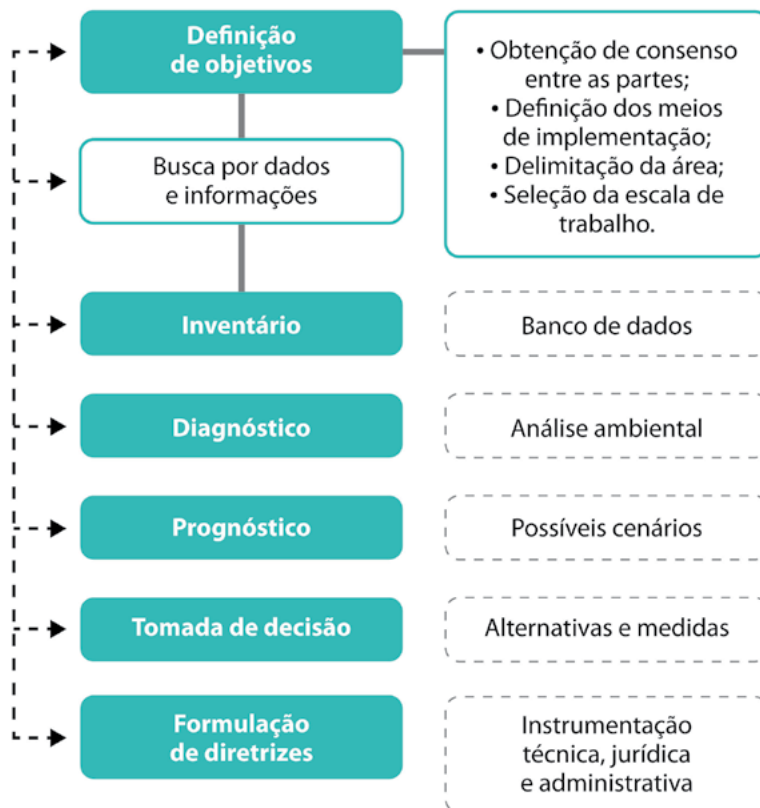 Definição
de objetivos
• Obtenção de consenso
entre as partes;
• Definição dos meios
de implementação;
• Delimitação da área;
• Seleção da escala de
trabalho.
Busca por dados
e informações
Inventário
Banco de dados
Diagnóstico
Análise ambiental
Prognóstico
Possíveis cenários
Tomada de decisão
Alternativas e medidas
Formulação
de diretrizes
Instrumentação
técnica, jurídica
e administrativa